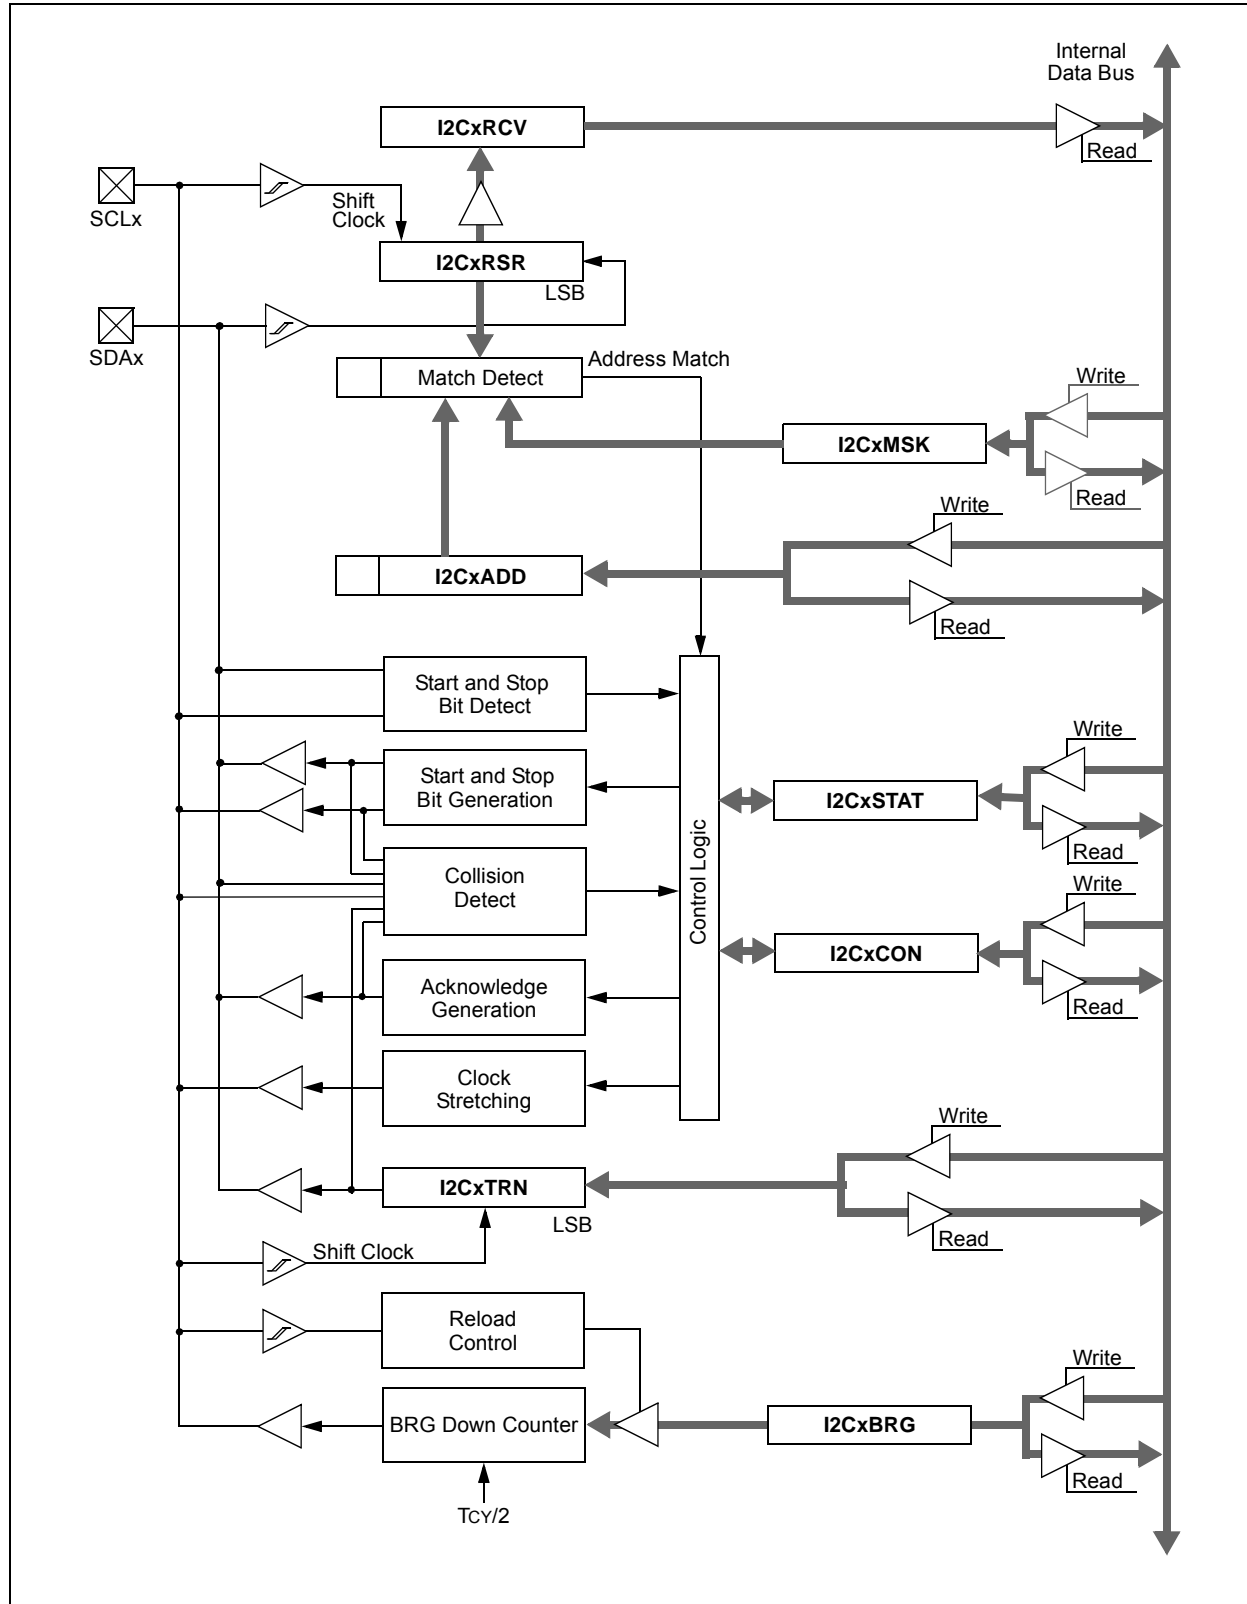 Internal
Data Bus
I2CxRCV
Read
SCLx
Shift
Clock
I2CxRSR
LSB
SDAx
Address Match
Match Detect
Write
I2CxMSK
Read
Write
I2CxADD
Read
Start and Stop
Bit Detect
Write
Start and Stop
Bit Generation
I2CxSTAT
Read
Control Logic
Collision
Detect
Write
I2CxCON
Read
Acknowledge
Generation
Clock
Stretching
Write
I2CxTRN
LSB
Read
Shift Clock
Reload
Control
Write
BRG Down Counter
I2CxBRG
Read
TCY/2